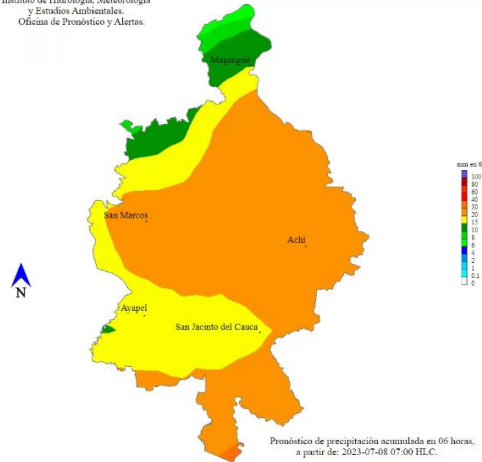 Instituto de Hidrología, Meteorología
y Estudios Ambientales.
Oficina de Pronóstico y Alertas.
Magangué
San Marcos
Achi
Ayapel
San Jacinto del Cauca
N
mm en 6
100
80
60
40
30
20
15
10
8
6
4
2
1
0.1
0
Pronóstico de precipitación acumulada en 06 horas,
a partir de: 2023-07-08 07:00 HLC.